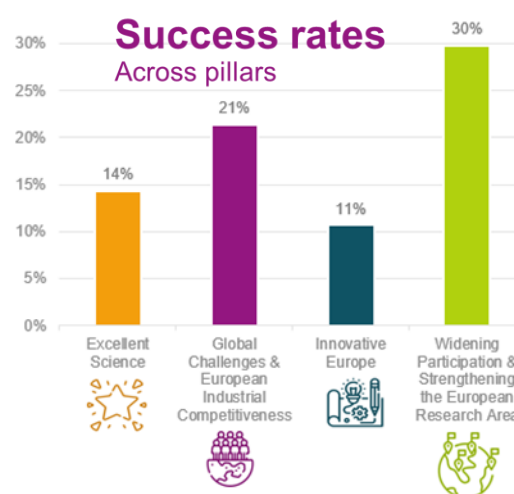 Success rates
Across pillars
30%
25%
20%
15%
10%
5%
0%
14%
21%
11%
30%
Excellent
Science
Global
Challenges &
European
Industrial
Competitiveness
Innovative
Europe
Widening
Participation &
Strengthening
the European
Research Area